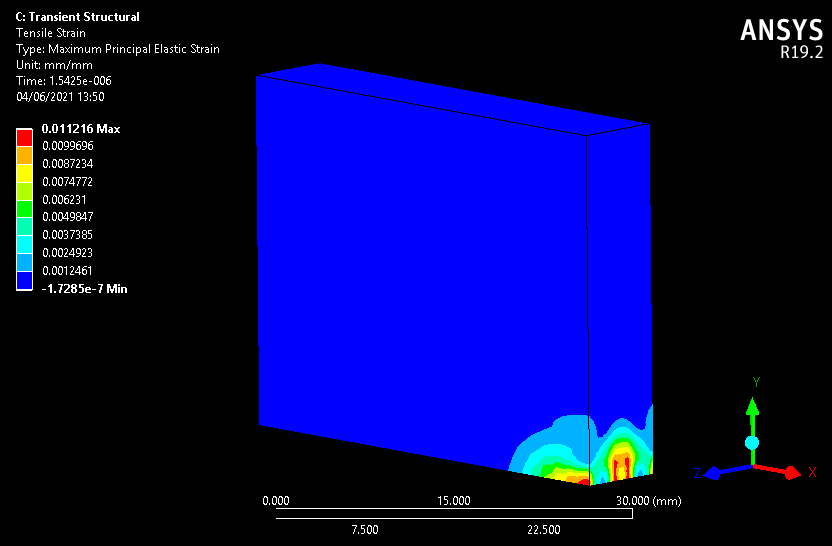 C: Transient Structural
Tensile Strain
Type: Maximum Principal Elastic Strain
Unit: mm/mm
Time: 1.5425e-006
04/06/2021 13:50
ANSYS
R19.2
0.011216 Max
0.0099696
0.0087234
0.0074772
0.006231
0.0049847
0.0037385
0.0024923
0.0012461
-1.7285e-7 Min
Y
Z
X
0.000 15.000 30.000 (mm)
7.500 22.500